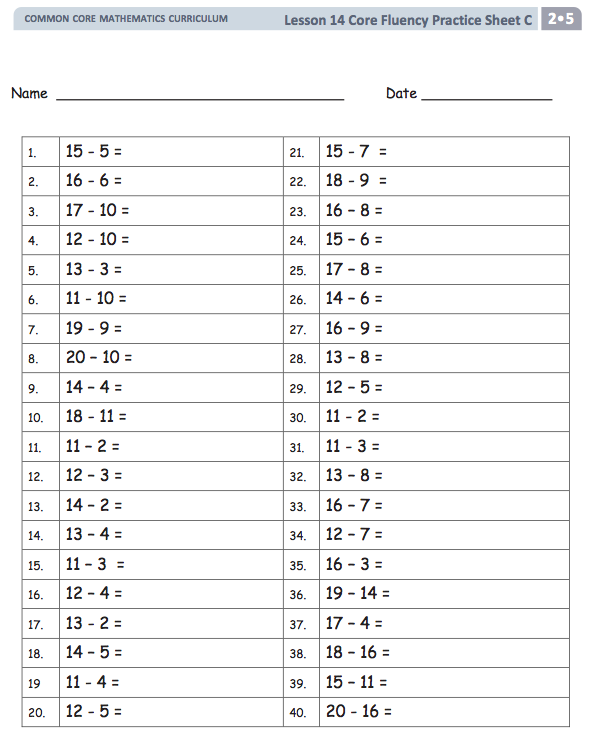 COMMON CORE MATHEMATICS CURRICULUM Lesson 14 Core Fluency Practice Sheet C 2•5
Name ____________ Date ____________
1. 15 - 5 =
2. 16 - 6 =
3. 17 - 10 =
4. 12 - 10 =
5. 13 - 3 =
6. 11 - 10 =
7. 19 - 9 =
8. 20 - 10 =
9. 14 - 4 =
10. 18 - 11 =
11. 11 - 2 =
12. 12 - 3 =
13. 14 - 2 =
14. 13 - 4 =
15. 11 - 3 =
16. 12 - 4 =
17. 13 - 2 =
18. 14 - 5 =
19 11 - 4 =
20. 12 - 5 =
21. 15 - 7 =
22. 18 - 9 =
23. 16 - 8 =
24. 15 - 6 =
25. 17 - 8 =
26. 14 - 6 =
27. 16 - 9 =
28. 13 - 8 =
29. 12 - 5 =
30. 11 - 2 =
31. 11 - 3 =
32. 13 - 8 =
33. 16 - 7 =
34. 12 - 7 =
35. 16 - 3 =
36. 19 - 14 =
37. 17 - 4 =
38. 18 - 16 =
39. 15 - 11 =
40. 20 - 16 =